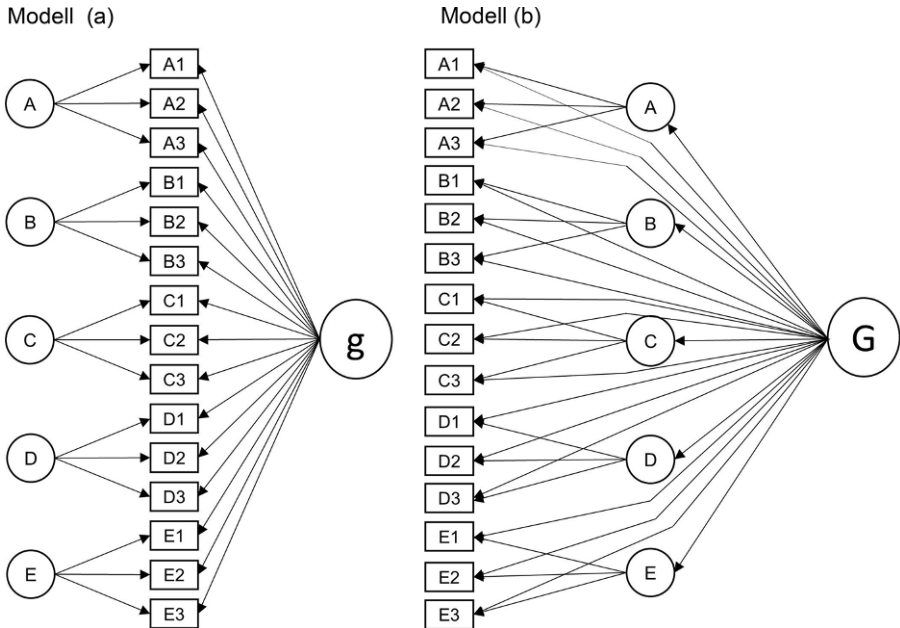 Modell (a)
A
B
C
D
E
A1
A2
A3
B1
B2
B3
C1
C2
C3
D1
D2
D3
E1
E2
E3
g
Modell (b)
A1
A2
A3
B1
B2
B3
C1
C2
C3
D1
D2
D3
E1
E2
E3
A
B
C
D
E
G